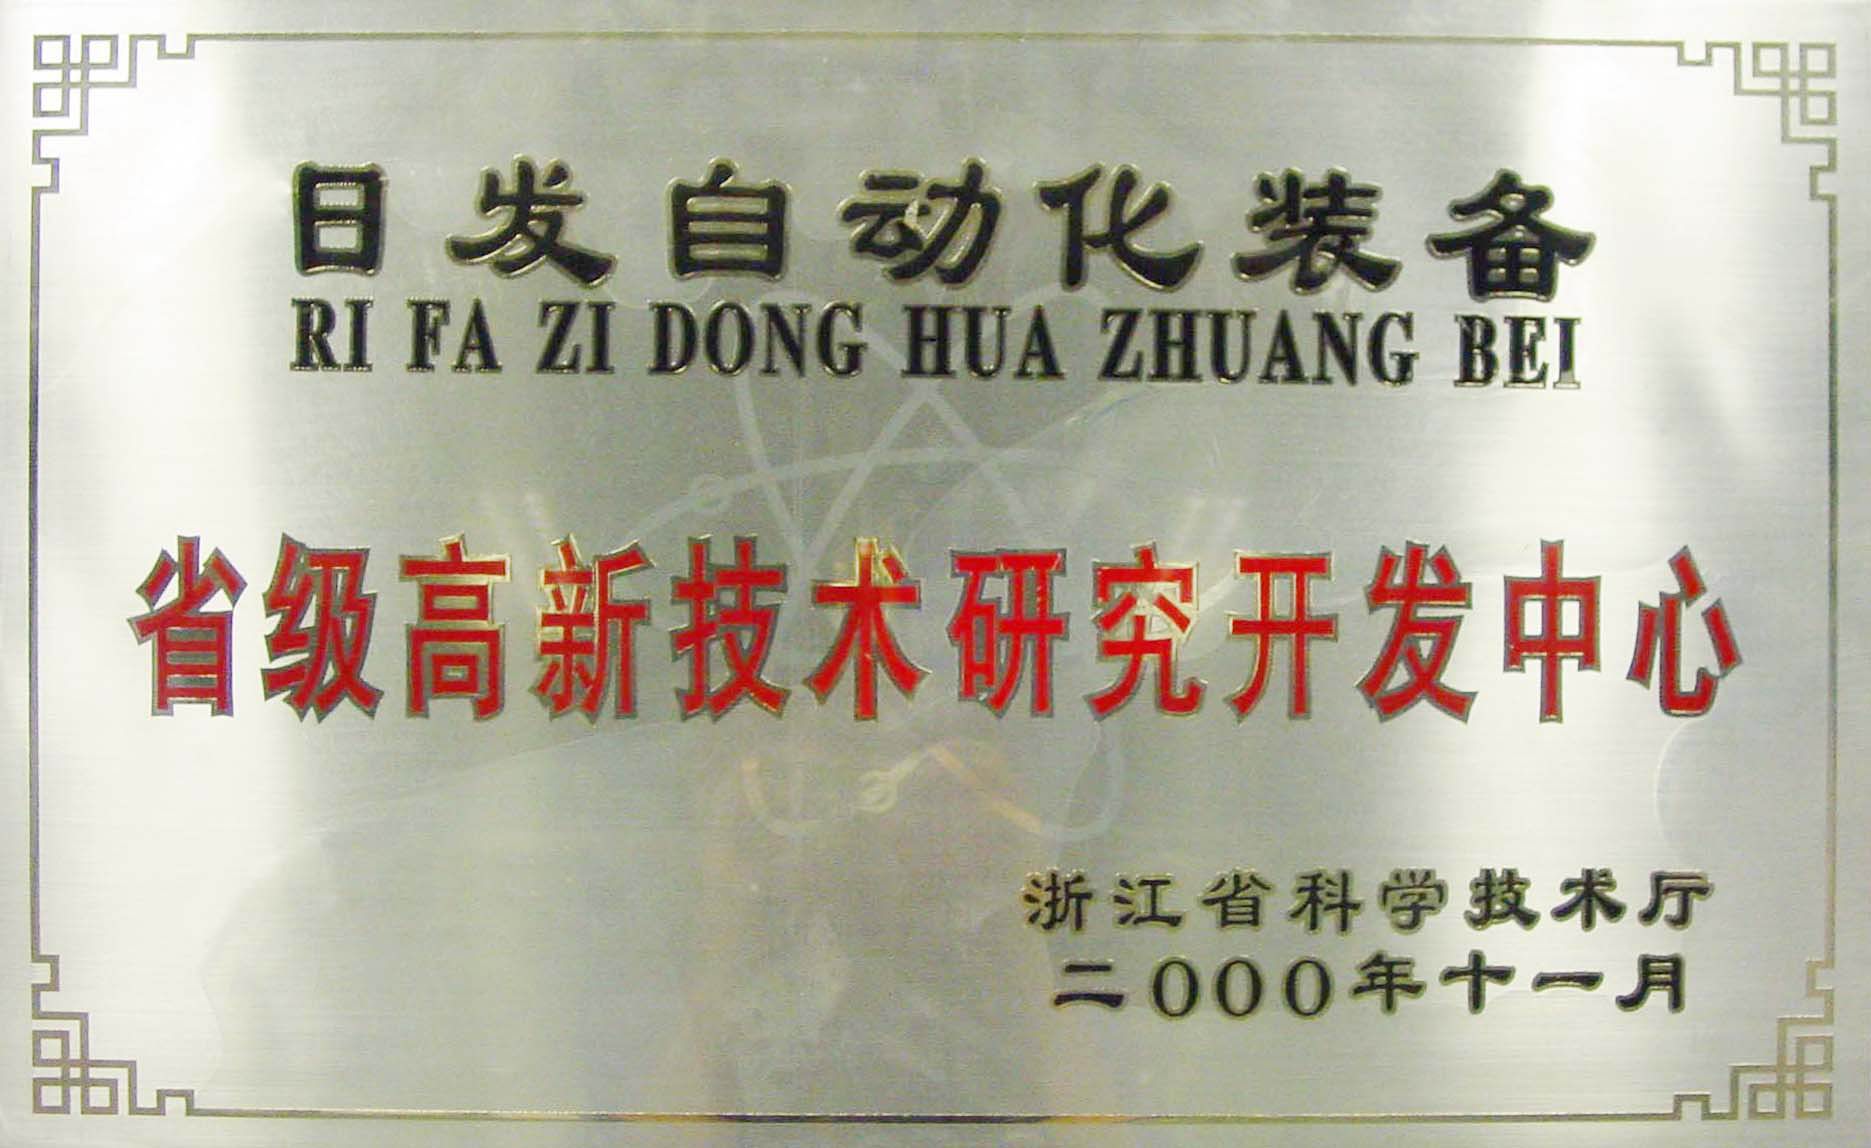 日发自动化装备
RI FA ZI DONG HUA ZHUANG BEI
省级高新技术研究开发中心
浙江省科学技术厅
二000年十一月